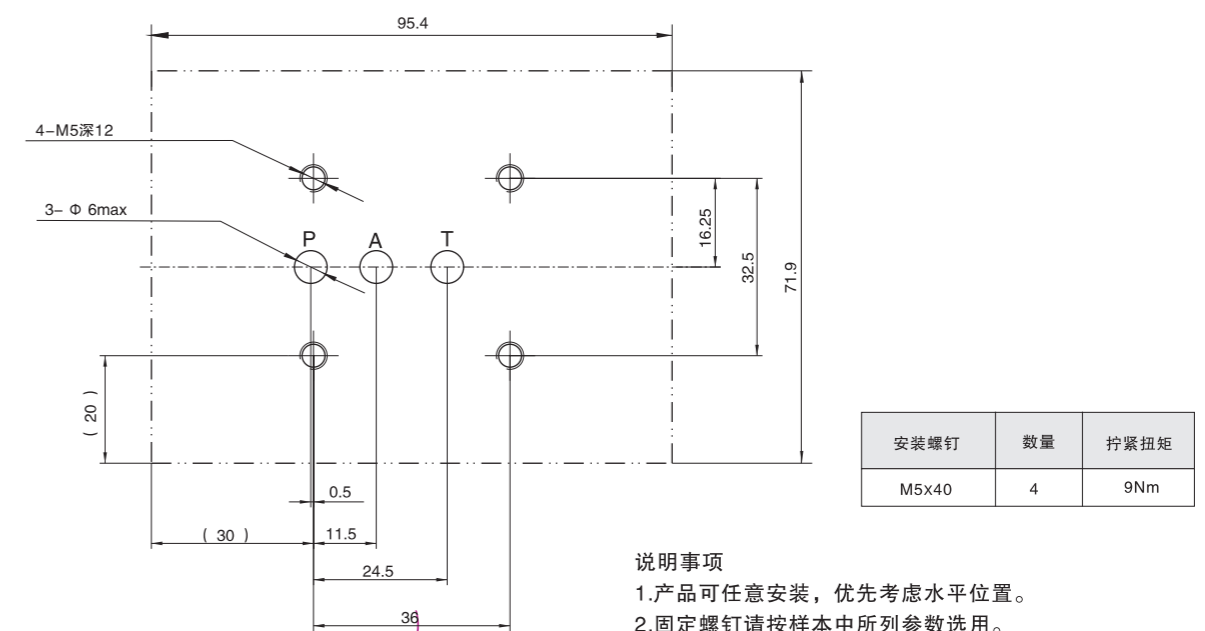 95.4
4-M5深12
3- Φ 6max
P A T
16.25
32.5
71.9
( 20 )
0.5
( 30 )
11.5
24.5
36
安装螺钉 数量 拧紧扭矩
M5X40 4 9Nm
说明事项
1.产品可任意安装，优先考虑水平位置。
2.固定螺钉请按样本中所列参数选用。